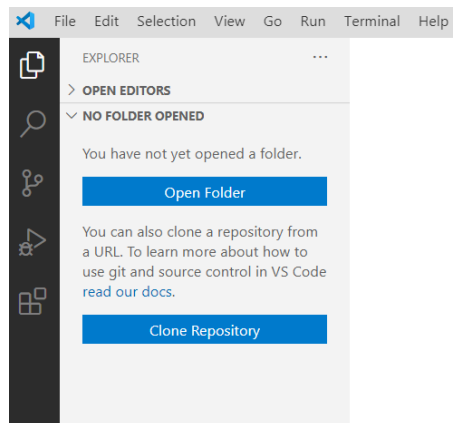 File Edit Selection View Go Run Terminal Help
EXPLORER ...
OPEN EDITORS
NO FOLDER OPENED
You have not yet opened a folder.
Open Folder
You can also clone a repository from
a URL. To learn more about how to
use git and source control in VS Code
read our docs.
Clone Repository